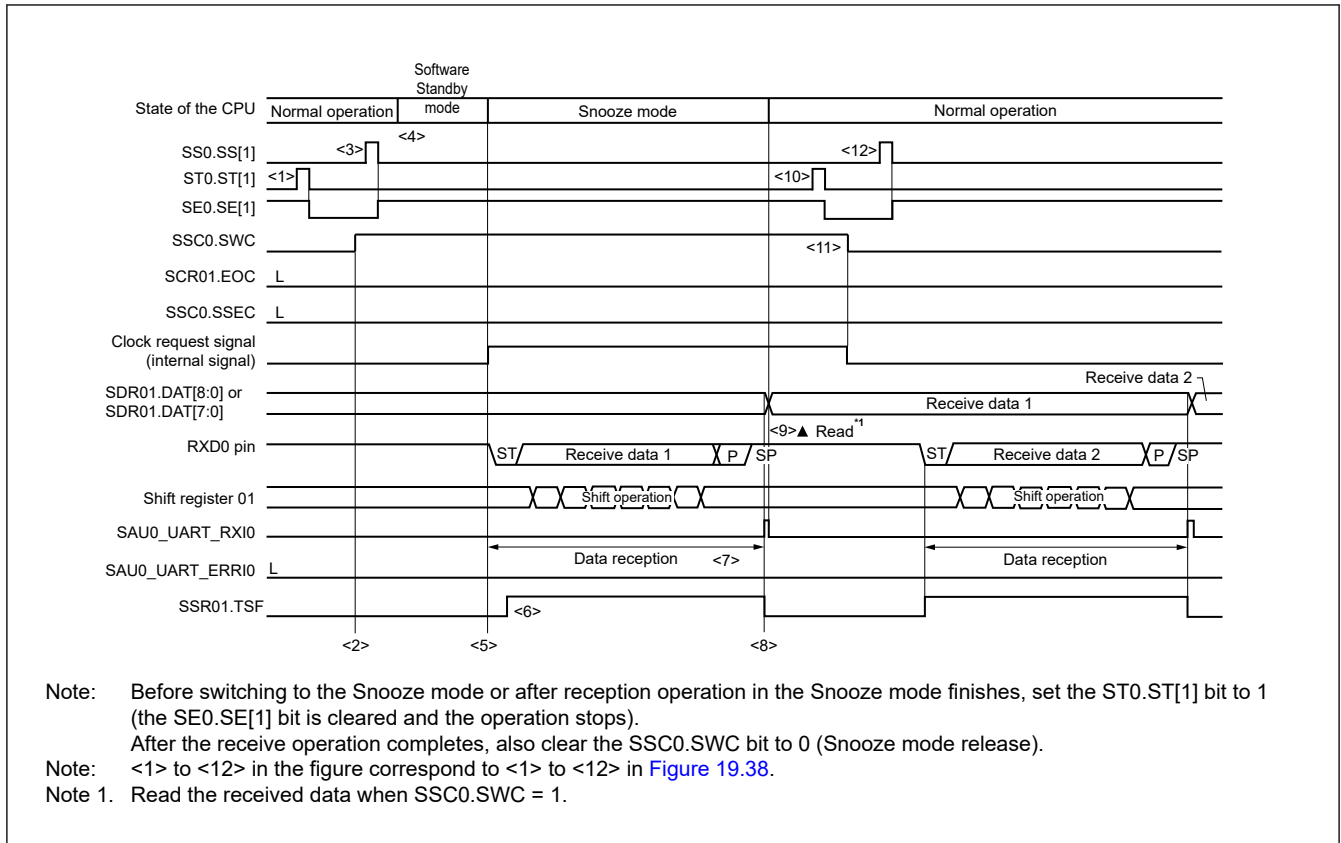 Software
Standby
mode
State of the CPU Normal operation Snooze mode Normal operation
<4>
SS0.SS[1] <3> <12>
ST0.ST[1] <1> <10>
SE0.SE[1]
SSC0.SWC <11>
SCR01.EOC L
SSC0.SSEC L
Clock request signal
(internal signal)
Receive data 2
SDR01.DAT[8:0] or
SDR01.DAT[7:0] Receive data 1
<9>▲ Read*1
RXD0 pin ST Receive data 1 P SP ST Receive data 2 P SP
Shift register 01 Shift operation Shift operation
SAU0_UART_RXI0
Data reception <7> Data reception
SAU0_UART_ERRI0 L
SSR01.TSF <6>
<2> <5> <8>
Note: Before switching to the Snooze mode or after reception operation in the Snooze mode finishes, set the ST0.ST[1] bit to 1
(the SE0.SE[1] bit is cleared and the operation stops).
After the receive operation completes, also clear the SSC0.SWC bit to 0 (Snooze mode release).
Note: <1> to <12> in the figure correspond to <1> to <12> in Figure 19.38.
Note 1. Read the received data when SSC0.SWC = 1.